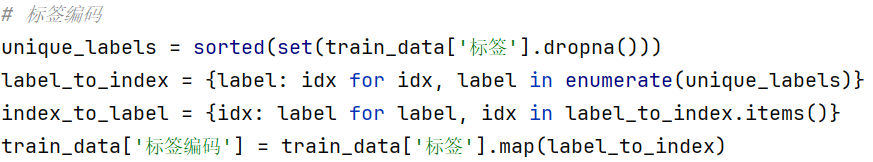 # 标签编码
unique_labels = sorted(set(train_data['标签'].dropna()))
label_to_index = {label: idx for idx, label in enumerate(unique_labels)}
index_to_label = {idx: label for label, idx in label_to_index.items()}
train_data['标签编码'] = train_data['标签'].map(label_to_index)